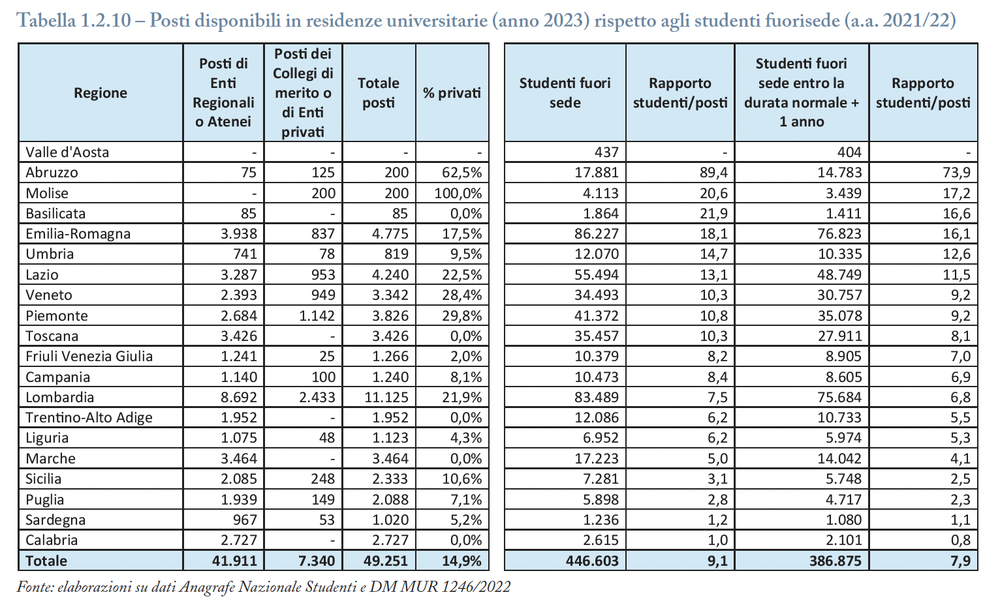 Tabella 1.2.10 – Posti disponibili in residenze universitarie (anno 2023) rispetto agli studenti fuorisede (a.a. 2021/22)
Regione
Posti di
Enti
Regionali
o Atenei
Posti dei
Collegi di
merito o
di Enti
privati
Totale
posti
% privati
Studenti fuori
sede
Rapporto
studenti/posti
Studenti fuori
sede entro la
durata normale +
1 anno
Rapporto
studenti/posti
Valle d'Aosta - - - - 437 - 404 -
Abruzzo 75 125 200 62,5% 17.881 89,4 14.783 73,9
Molise - 200 200 100,0% 4.113 20,6 3.439 17,2
Basilicata 85 - 85 0,0% 1.864 21,9 1.411 16,6
Emilia-Romagna 3.938 837 4.775 17,5% 86.227 18,1 76.823 16,1
Umbria 741 78 819 9,5% 12.070 14,7 10.335 12,6
Lazio 3.287 953 4.240 22,5% 55.494 13,1 48.749 11,5
Veneto 2.393 949 3.342 28,4% 34.493 10,3 30.757 9,2
Piemonte 2.684 1.142 3.826 29,8% 41.372 10,8 35.078 9,2
Toscana 3.426 - 3.426 0,0% 35.457 10,3 27.911 8,1
Friuli Venezia Giulia 1.241 25 1.266 2,0% 10.379 8,2 8.905 7,0
Campania 1.140 100 1.240 8,1% 10.473 8,4 8.605 6,9
Lombardia 8.692 2.433 11.125 21,9% 83.489 7,5 75.684 6,8
Trentino-Alto Adige 1.952 - 1.952 0,0% 12.086 6,2 10.733 5,5
Liguria 1.075 48 1.123 4,3% 6.952 6,2 5.974 5,3
Marche 3.464 - 3.464 0,0% 17.223 5,0 14.042 4,1
Sicilia 2.085 248 2.333 10,6% 7.281 3,1 5.748 2,5
Puglia 1.939 149 2.088 7,1% 5.898 2,8 4.717 2,3
Sardegna 967 53 1.020 5,2% 1.236 1,2 1.080 1,1
Calabria 2.727 - 2.727 0,0% 2.615 1,0 2.101 0,8
Totale 41.911 7.340 49.251 14,9% 446.603 9,1 386.875 7,9
Fonte: elaborazioni su dati Anagrafe Nazionale Studenti e DM MUR 1246/2022